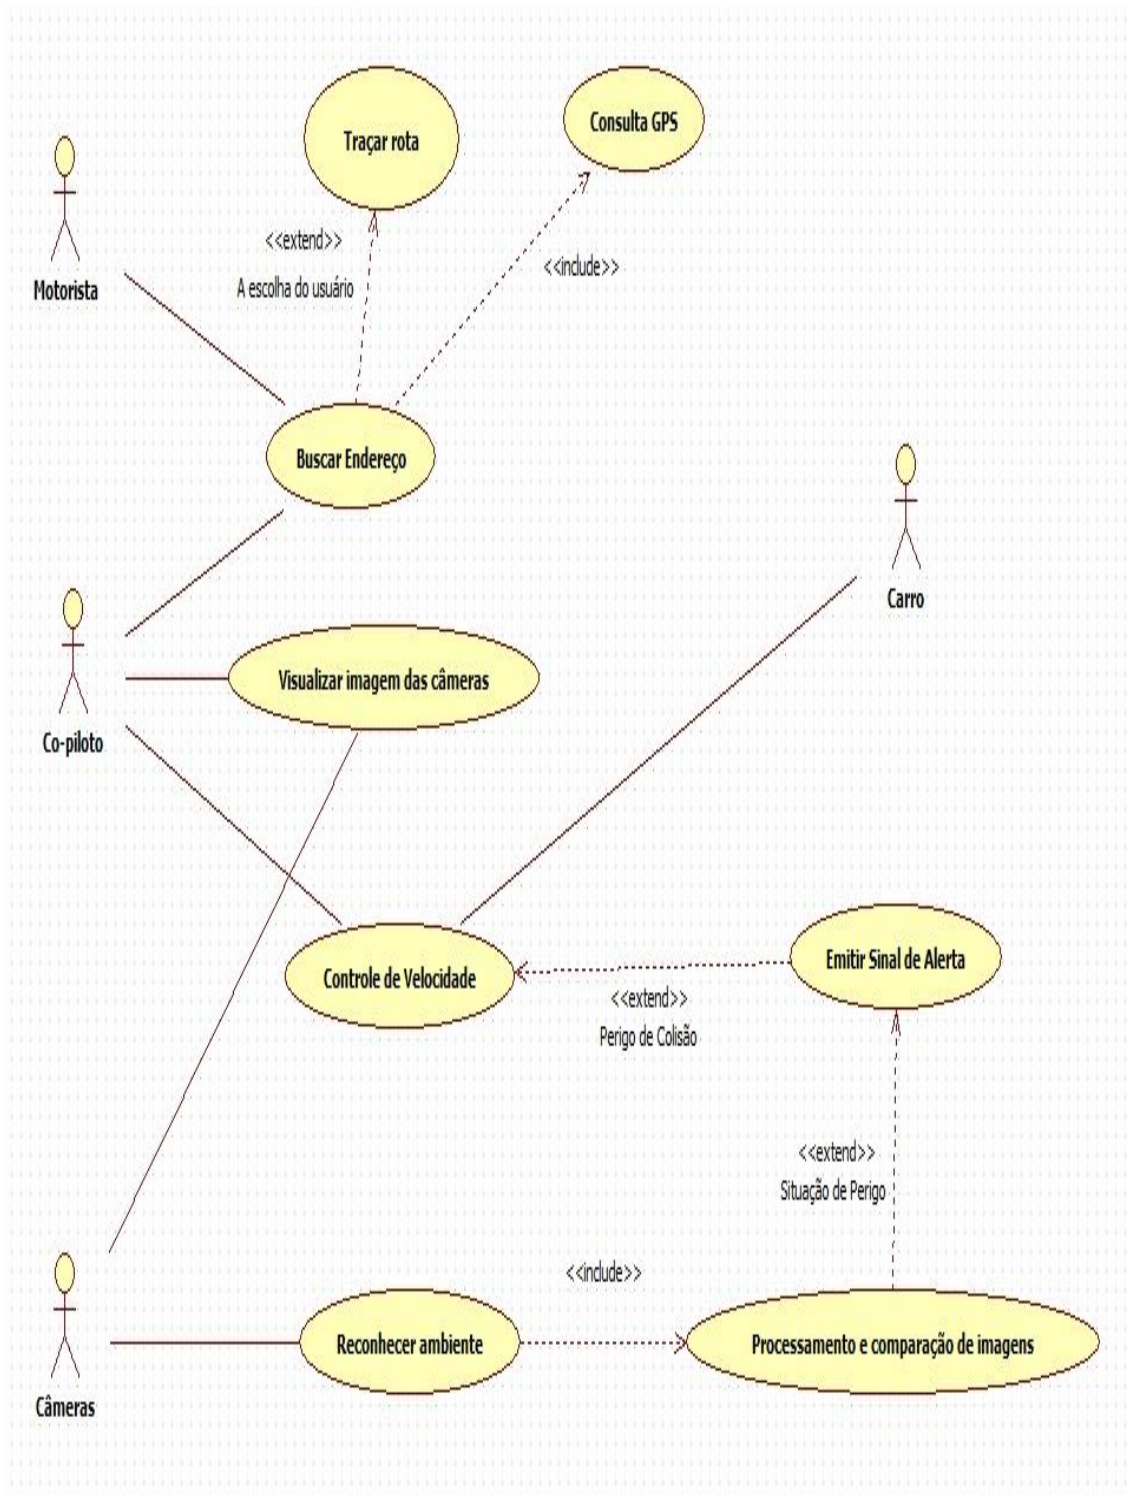 Traçar rota
Consulta GPS
<<extend>>
A escolha do usuário
<<include>>
Motorista
Buscar Endereço
Carro
Visualizar imagem das câmeras
Co-piloto
Controle de Velocidade
Emitir Sinal de Alerta
<<extend>>
Perigo de Colisão
<<extend>>
Situação de Perigo
<<include>>
Reconhecer ambiente
Processamento e comparação de imagens
Câmeras